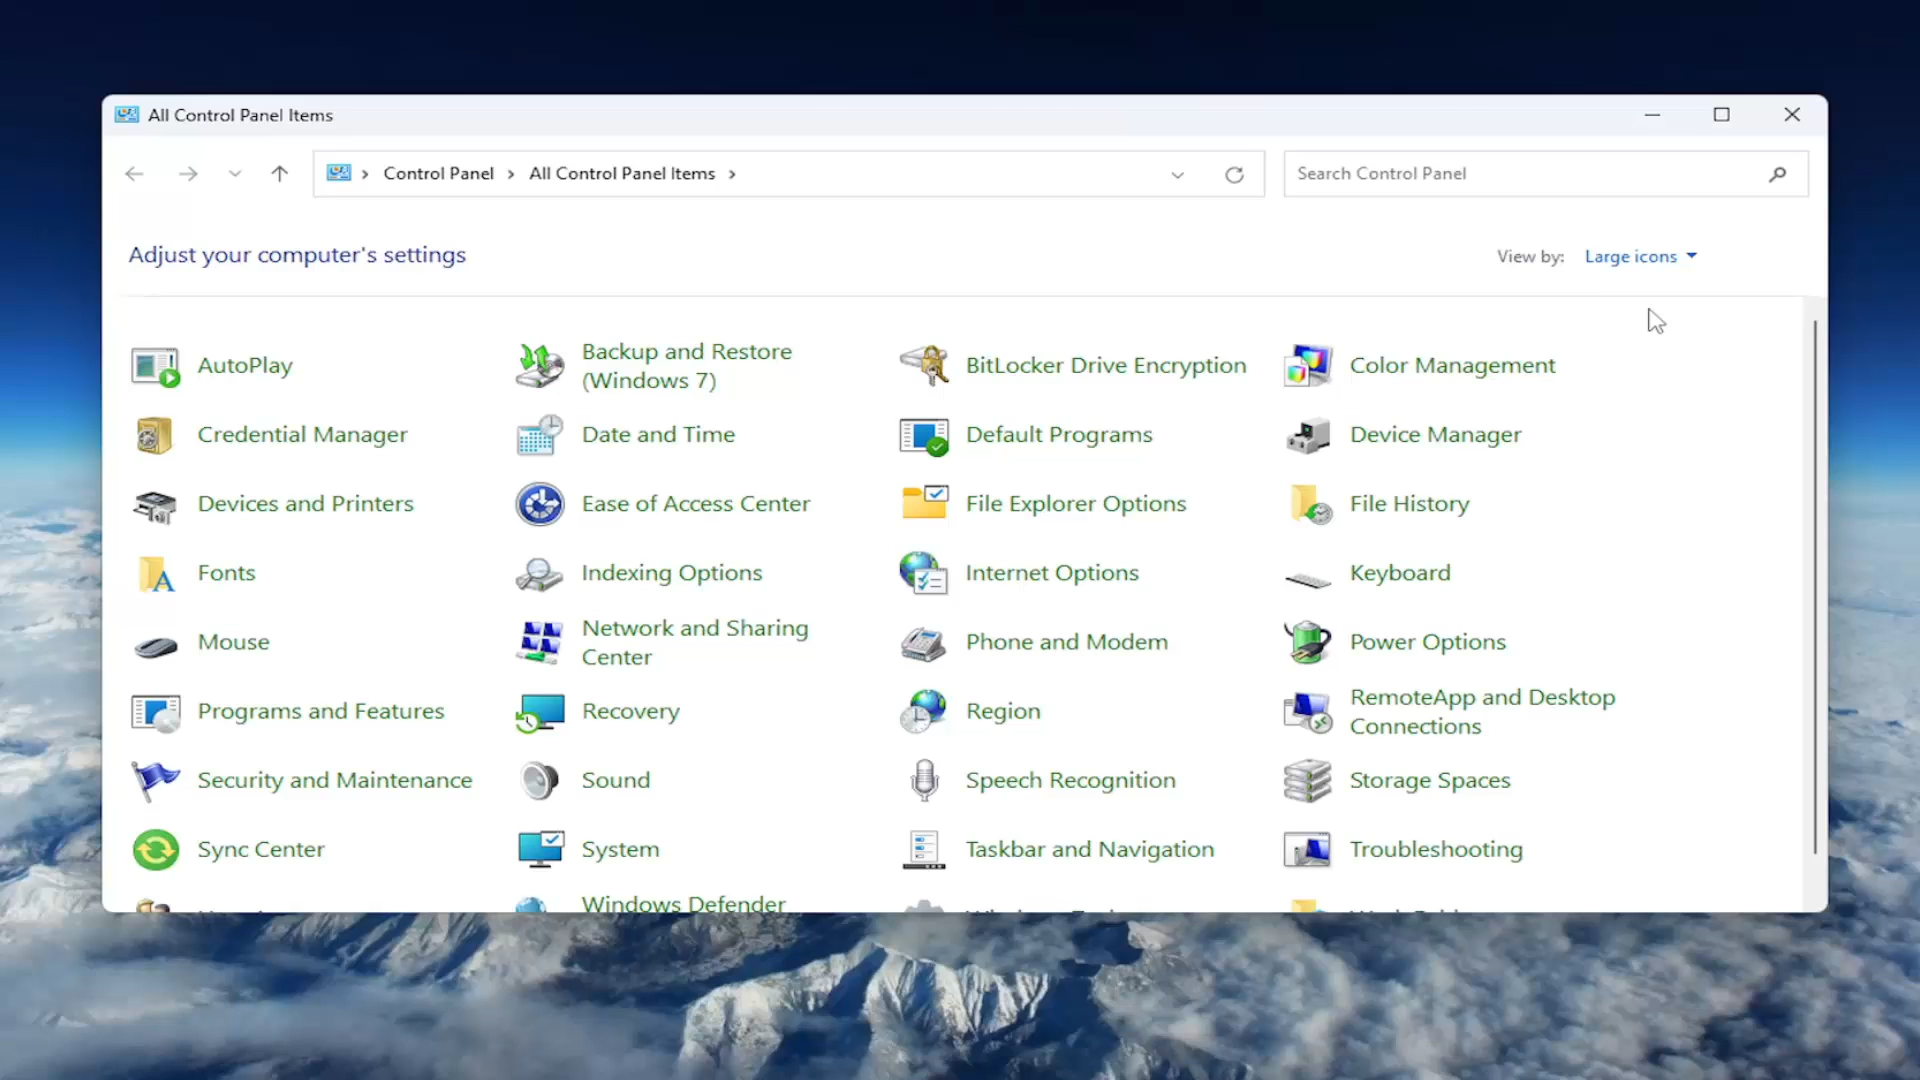 All Control Panel Items
Control Panel
All Control Panel Items
Search Control Panel
Adjust your computer's settings
View by: Large icons
AutoPlay
Backup and Restore
(Windows 7)
BitLocker Drive Encryption
Color Management
Credential Manager
Date and Time
Default Programs
Device Manager
Devices and Printers
Ease of Access Center
File Explorer Options
File History
Fonts
Indexing Options
Internet Options
Keyboard
Mouse
Network and Sharing
Center
Phone and Modem
Power Options
Programs and Features
Recovery
Region
RemoteApp and Desktop
Connections
Security and Maintenance
Sound
Speech Recognition
Storage Spaces
Sync Center
System
Taskbar and Navigation
Troubleshooting
Windows Defender